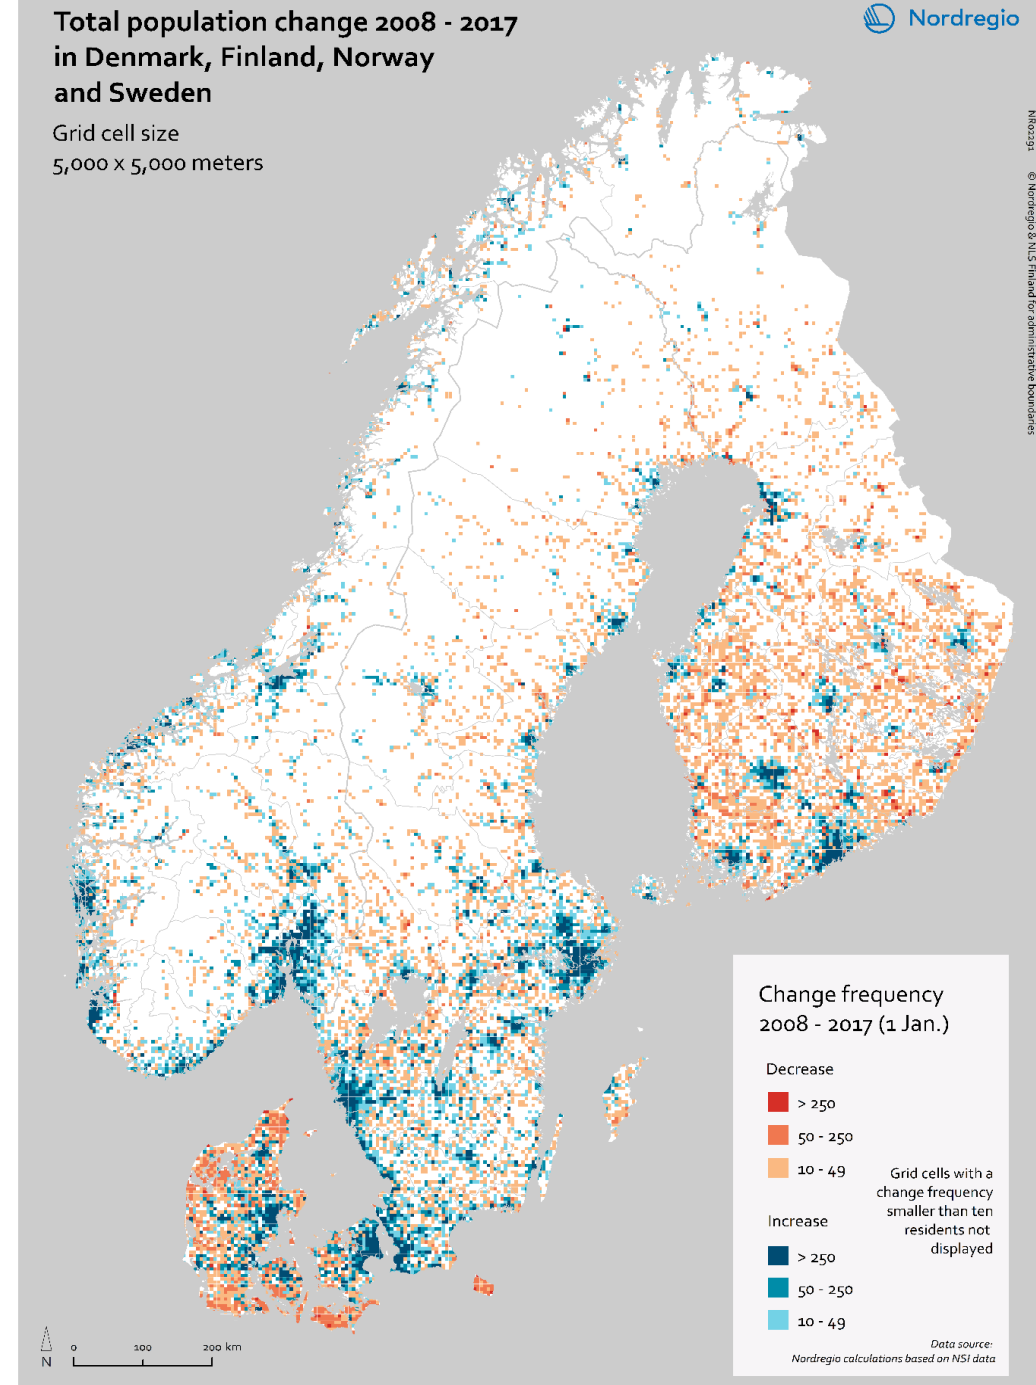 Total population change 2008 - 2017
in Denmark, Finland, Norway
and Sweden
Grid cell size
5,000 x 5,000 meters
Nordregio
NR02291 © Nordregio & NLS Finland for administrative boundaries
Change frequency
2008 - 2017 (1 Jan.)
Decrease
> 250
50 - 250
10 - 49
Grid cells with a
change frequency
smaller than ten
residents not
displayed
Increase
> 250
50 - 250
10 - 49
Data source:
Nordregio calculations based on NSI data
N
0 100 200 km